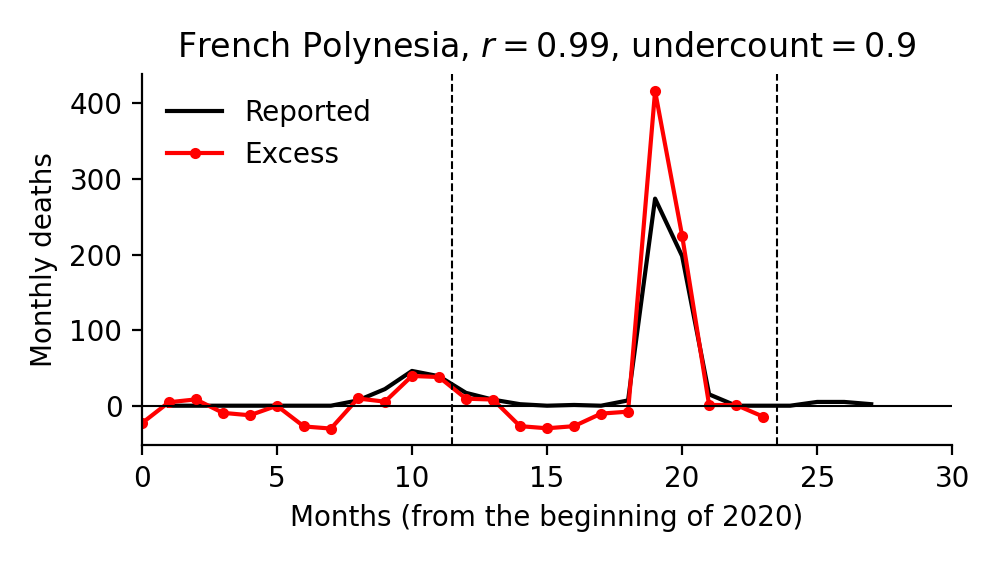 French Polynesia, r = 0.99, undercount = 0.9
Reported
Excess
Monthly deaths
400
300
200
100
0
0 5 10 15 20 25 30
Months (from the beginning of 2020)